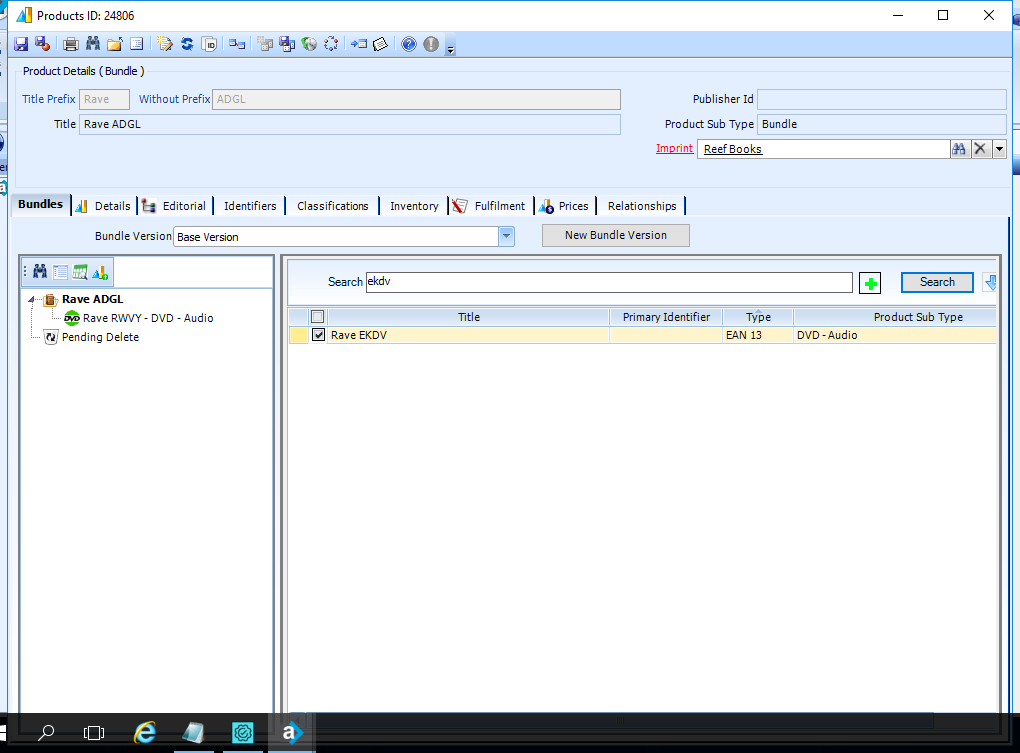 Products ID: 24806
Product Details ( Bundle )
Title Prefix Rave Without Prefix ADGL Publisher Id
Title Rave ADGL Product Sub Type Bundle
Imprint Reef Books
Bundles Details Editorial Identifiers Classifications Inventory Fulfilment Prices Relationships
Bundle Version Base Version New Bundle Version
Search ekdv Search
Rave ADGL
DVD Rave RWVY - DVD - Audio
Pending Delete
Title Primary Identifier Type Product Sub Type
Rave EKDV EAN 13 DVD - Audio